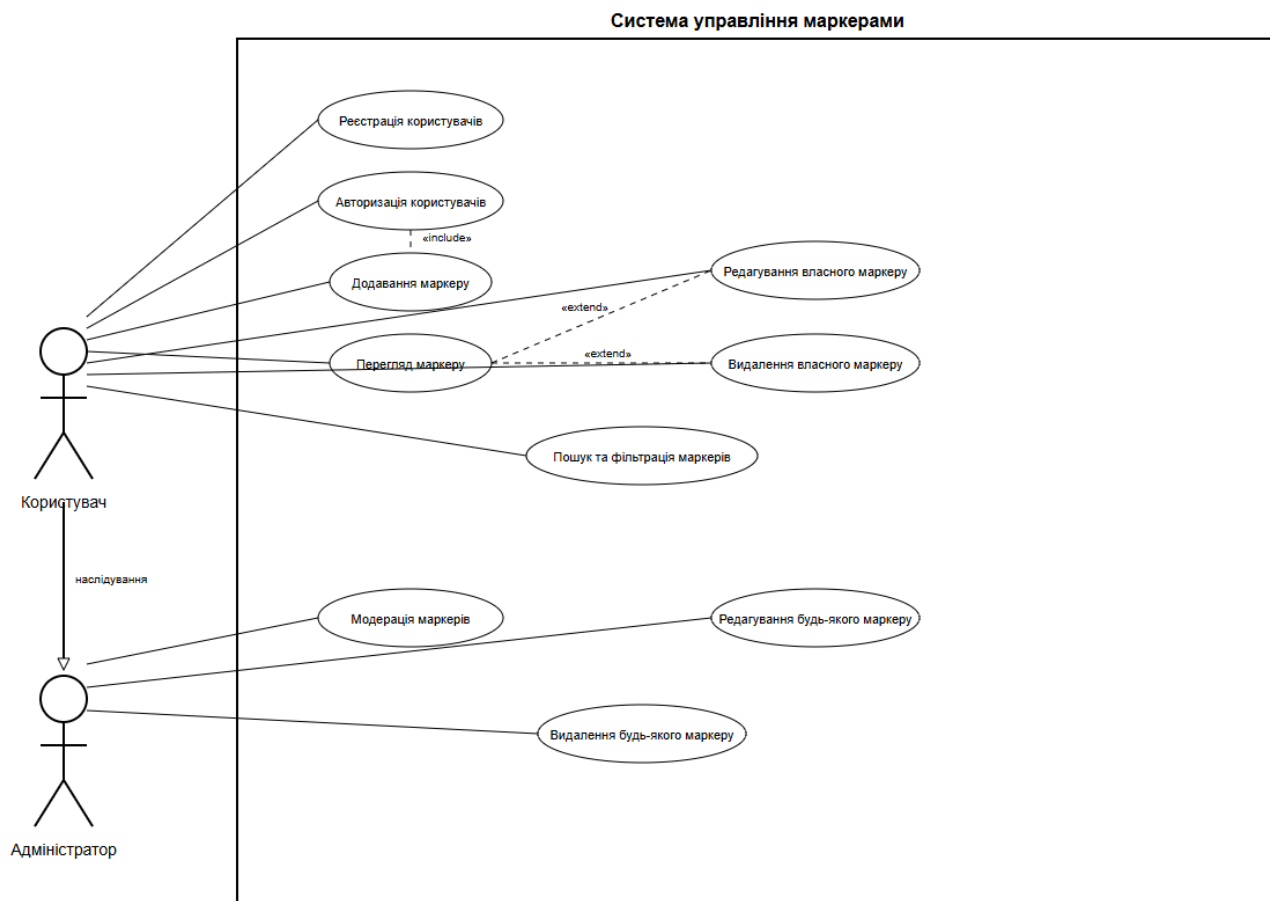 Система управління маркерами
Реєстрація користувачів
Авторизація користувачів
«include»
Додавання маркеру
Редагування власного маркеру
«extend»
«extend»
Перегляд маркеру
Видалення власного маркеру
Пошук та фільтрація маркерів
Користувач
наслідування
Модерація маркерів
Редагування будь-якого маркеру
Видалення будь-якого маркеру
Адміністратор